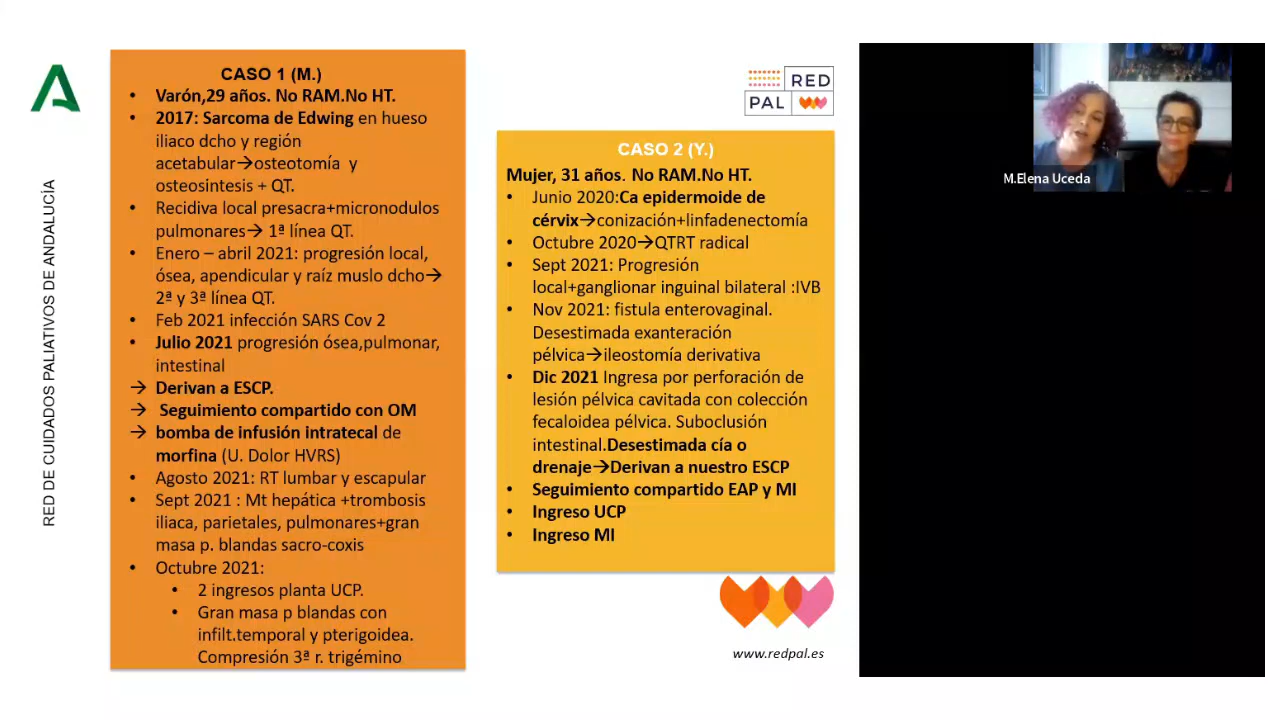 RED DE CUIDADOS PALIATIVOS DE ANDALUCÍA
CASO 1 (M.)
• Varón,29 años. No RAM.No HT.
• 2017: Sarcoma de Edwing en hueso
iliaco dcho y región
acetabular→osteotomía y
osteosintesis + QT.
• Recidiva local presacra+micronodulos
pulmonares→ 1ª línea QT.
• Enero – abril 2021: progresión local,
ósea, apendicular y raíz muslo dcho→
2ª y 3ª línea QT.
• Feb 2021 infección SARS Cov 2
• Julio 2021 progresión ósea,pulmonar,
intestinal
→ Derivan a ESCP.
→ Seguimiento compartido con OM
→ bomba de infusión intratecal de
morfina (U. Dolor HVRS)
• Agosto 2021: RT lumbar y escapular
• Sept 2021 : Mt hepática +trombosis
iliaca, parietales, pulmonares+gran
masa p. blandas sacro-coxis
• Octubre 2021:
• 2 ingresos planta UCP.
• Gran masa p blandas con
infilt.temporal y pterigoidea.
Compresión 3ª r. trigémino
RED
PAL
CASO 2 (Y.)
Mujer, 31 años. No RAM.No HT.
• Junio 2020:Ca epidermoide de
cérvix→conización+linfadenectomía
• Octubre 2020→QTRT radical
• Sept 2021: Progresión
local+ganglionar inguinal bilateral :IVB
• Nov 2021: fistula enterovaginal.
Desestimada exanteración
pélvica→ileostomía derivativa
• Dic 2021 Ingresa por perforación de
lesión pélvica cavitada con colección
fecaloidea pélvica. Suboclusión
intestinal.Desestimada cía o
drenaje→Derivan a nuestro ESCP
• Seguimiento compartido EAP y MI
• Ingreso UCP
• Ingreso MI
www.redpal.es
M.Elena Uceda